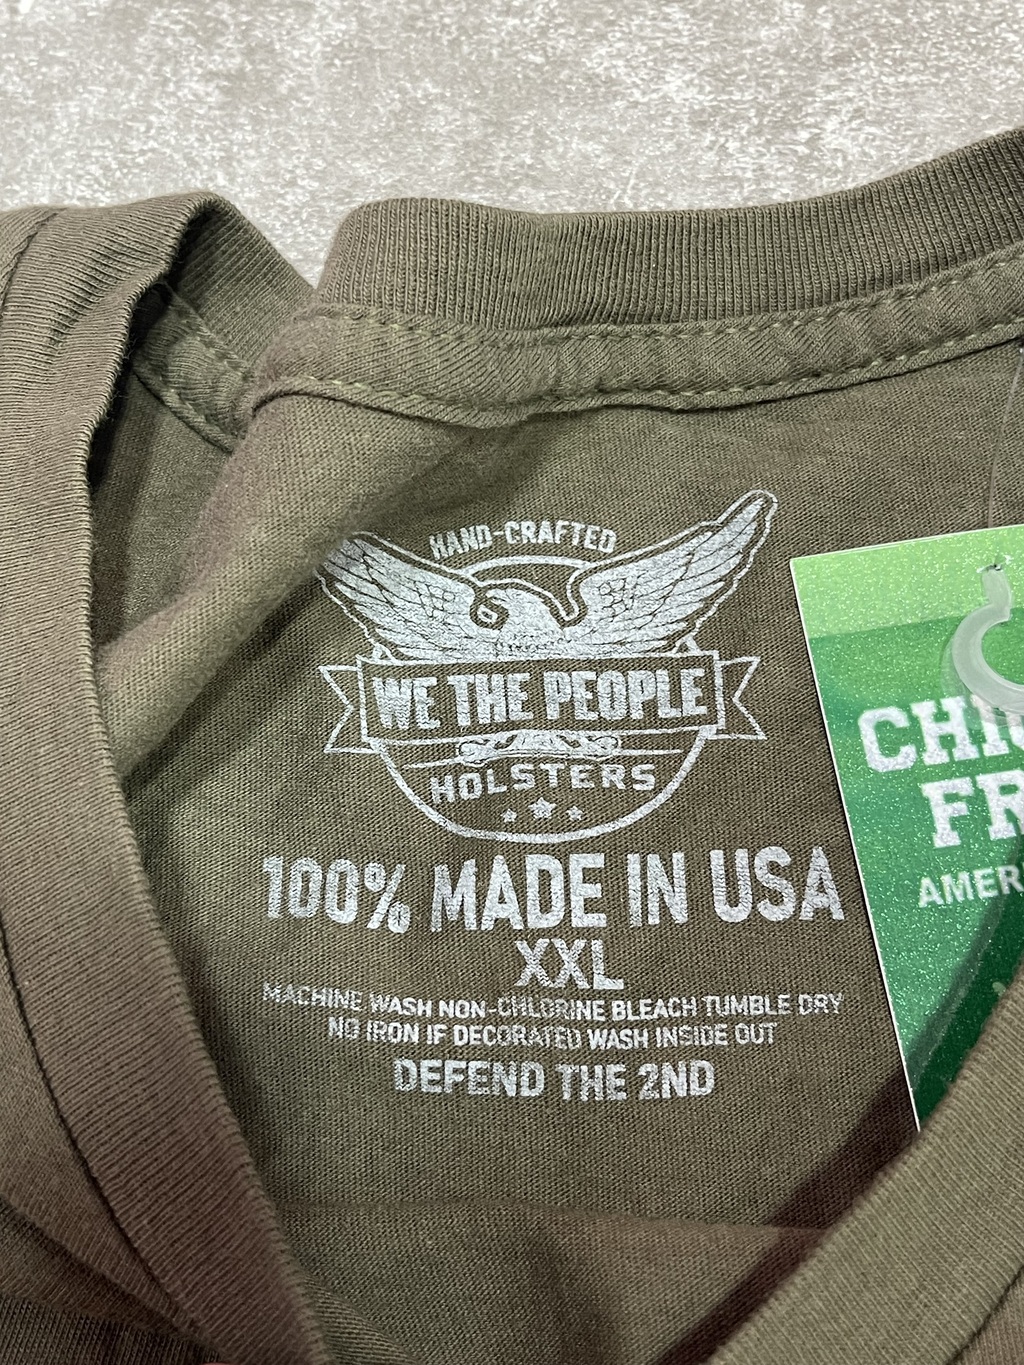 HAND-CRAFTED
WE THE PEOPLE
HOLSTERS
100% MADE IN USA
XXL
MACHINE WASH NON-CHLORINE BLEACH TUMBLE DRY
NO IRON IF DECORATED WASH INSIDE OUT
DEFEND THE 2ND